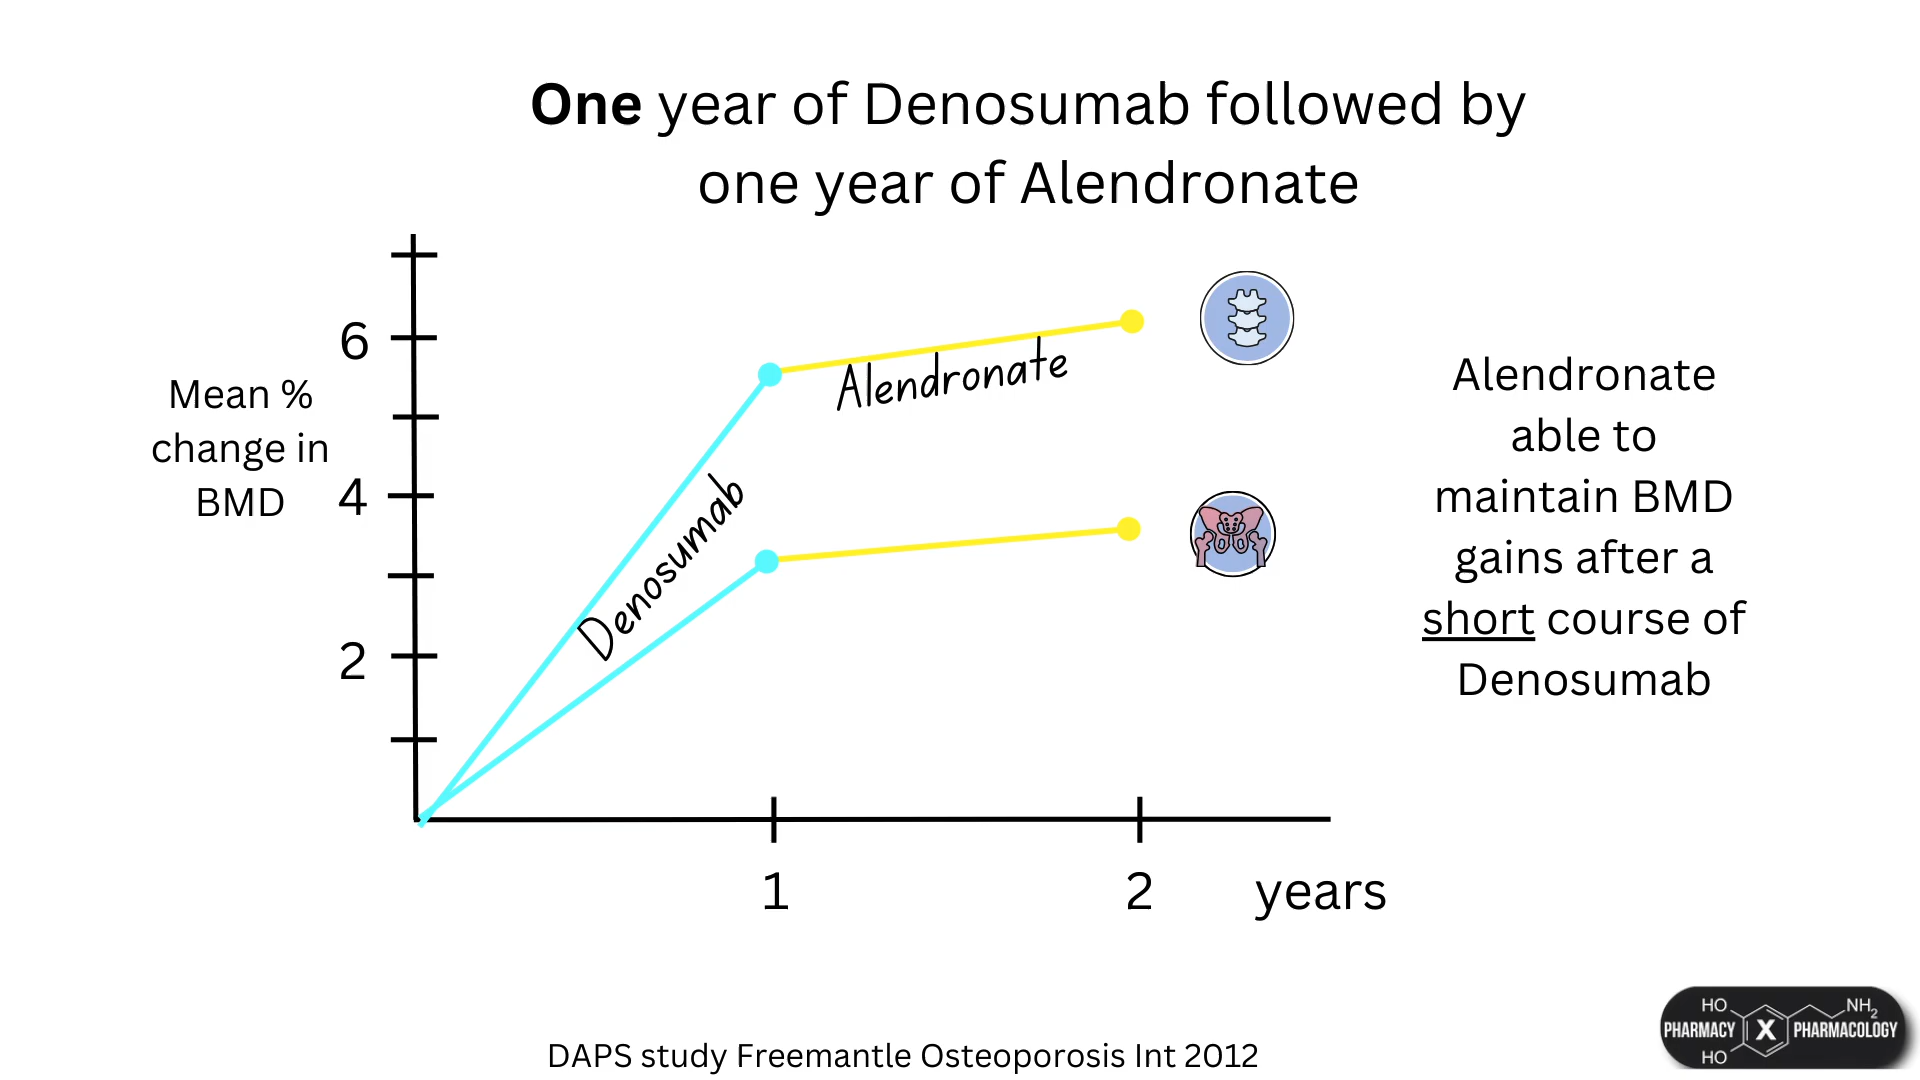 One year of Denosumab followed by
one year of Alendronate
Mean %
change in
BMD
6
4
2
Denosumab
Alendronate
1
2
years
Alendronate
able to
maintain BMD
gains after a
short course of
Denosumab
DAPS study Freemantle Osteoporosis Int 2012
HO
NH2
PHARMACY X PHARMACOLOGY
HO